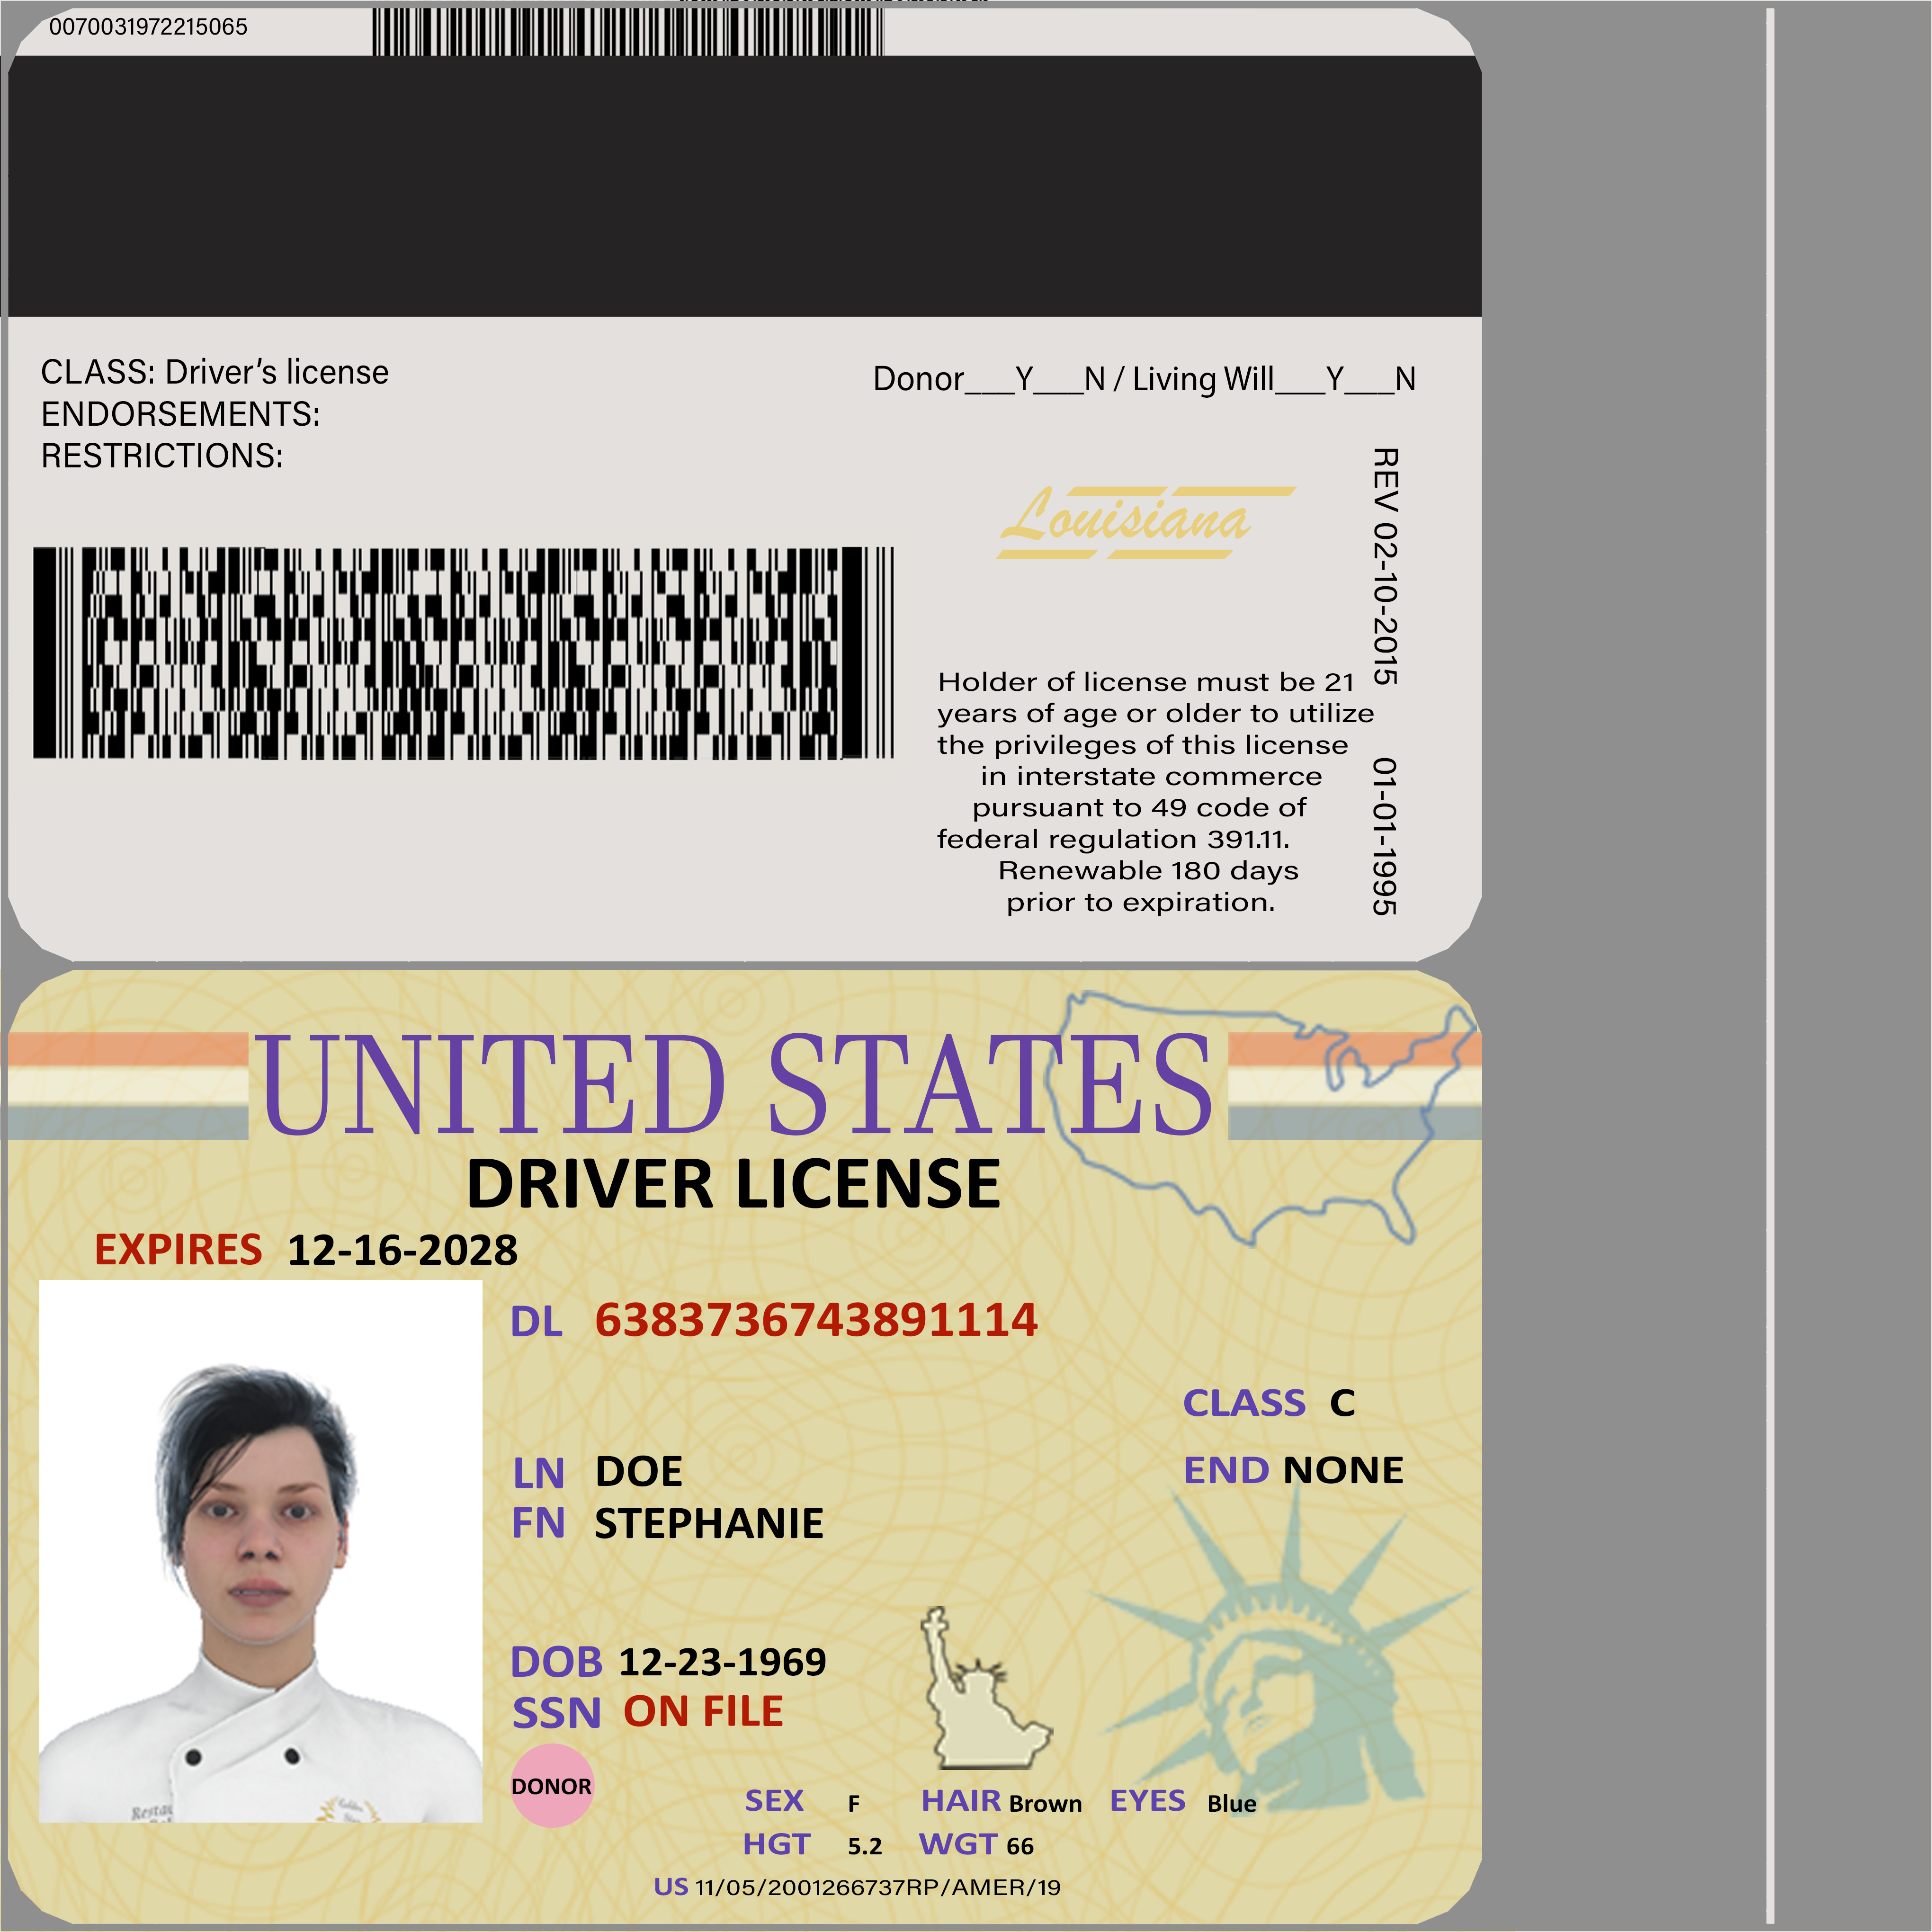 0070031972215065
CLASS: Driver's license
ENDORSEMENTS:
RESTRICTIONS:
Donor___Y___N / Living Will___Y___N
Louisiana
REV 02-10-2015 01-01-1995
Holder of license must be 21
years of age or older to utilize
the privileges of this license
in interstate commerce
pursuant to 49 code of
federal regulation 391.11.
Renewable 180 days
prior to expiration.
UNITED STATES
DRIVER LICENSE
EXPIRES 12-16-2028
DL 6383736743891114
CLASS C
END NONE
LN DOE
FN STEPHANIE
DOB 12-23-1969
SSN ON FILE
DONOR
SEX F HAIR Brown EYES Blue
HGT 5.2 WGT 66
US 11/05/2001266737RP/AMER/19